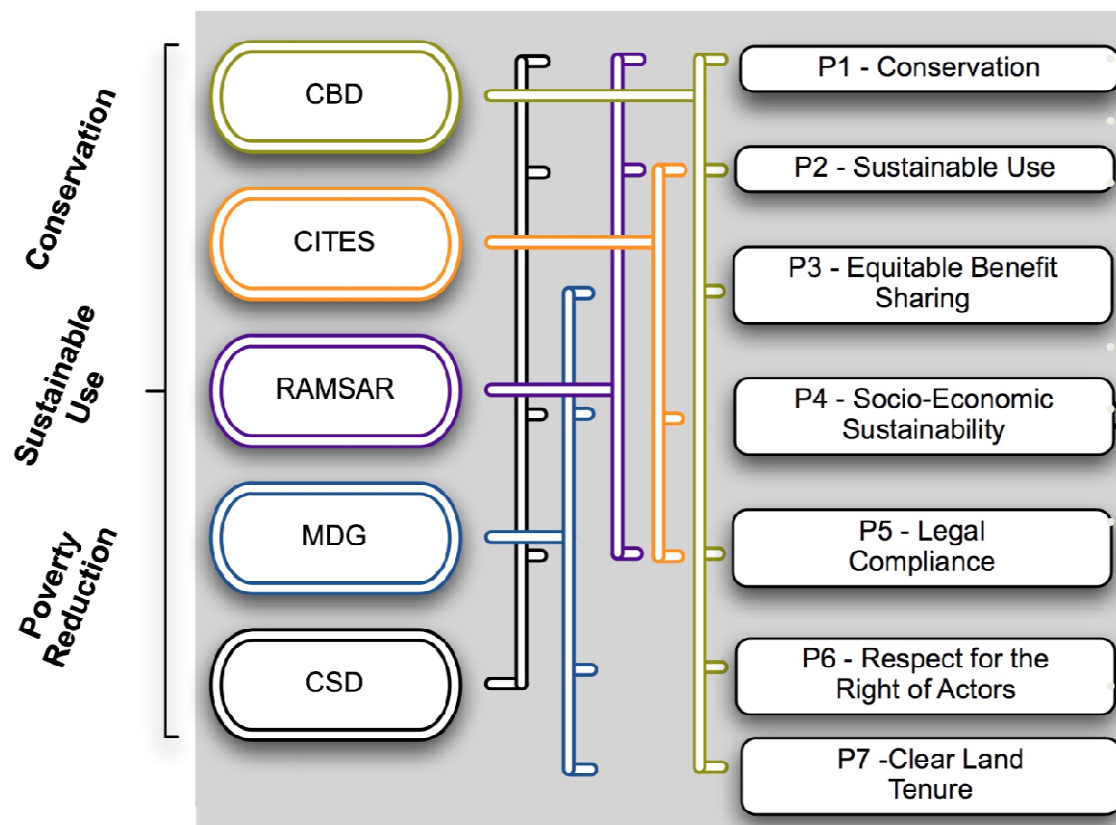 Conservation
Sustainable
Use
Poverty
Reduction
CBD
CITES
RAMSAR
MDG
CSD
P1 - Conservation
P2 - Sustainable Use
P3 - Equitable Benefit
Sharing
P4 - Socio-Economic
Sustainability
P5 - Legal
Compliance
P6 - Respect for the
Right of Actors
P7 -Clear Land
Tenure